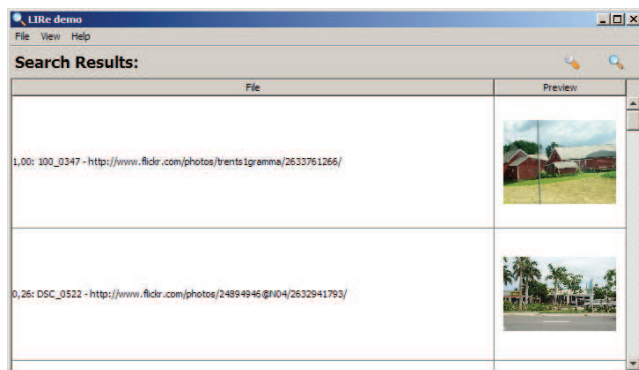 LIRe demo
File View Help
Search Results:
File Preview
1,00: 100_0347 - http://www.flickr.com/photos/trents1gramma/2633761266/
0,26: DSC_0522 - http://www.flickr.com/photos/24894946@N04/2632941793/